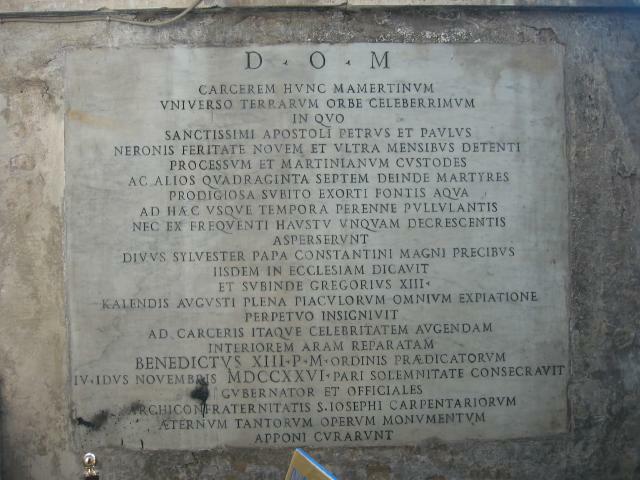 D · O · M
CARCEREM HVNC MAMERTINVM
VNIVERSO TERRARVM ORBE CELEBERRIMVM
IN QVO
SANCTISSIMI APOSTOLI PETRVS ET PAVLVS
NERONIS FERITATE NOVEM ET VLTRA MENSIBVS DETENTI
PROCESSVM ET MARTINIANVM CVSTODES
AC ALIOS QVADRAGINTA SEPTEM DEINDE MARTYRES
PRODIGIOSA SVBITO EXORTI FONTIS AQVA
AD HÆC VSQVE TEMPORA PERENNE PVLLVLANTIS
NEC EX FREQVENTI HAVSTV VNQVAM DECRESCENTIS
ASPERSERVNT
DIVVS SYLVESTER PAPA CONSTANTINI MAGNI PRECIBVS
IISDEM IN ECCLESIAM DICAVIT
ET SVBINDE GREGORIVS XIII·
KALENDIS AVGVSTI PLENA PIACVLORVM OMNIVM EXPIATIONE
PERPETVO INSIGNIVIT
AD CARCERIS ITAQVE CELEBRITATEM AVGENDAM
INTERIOREM ARAM REPARATAM
BENEDICTVS XIII·P·M·ORDINIS PRÆDICATORVM
IV·IDVS NOVEMBRIS MDCCXXVI·PARI SOLEMNITATE CONSECRAVIT
GVBERNATOR ET OFFICIALES
ARCHICONFRATERNITATIS S·IOSEPHI CARPENTARIORVM
ÆTERNVM TANTORVM OPERVM MONVMENTVM
APPONI CVRARVNT